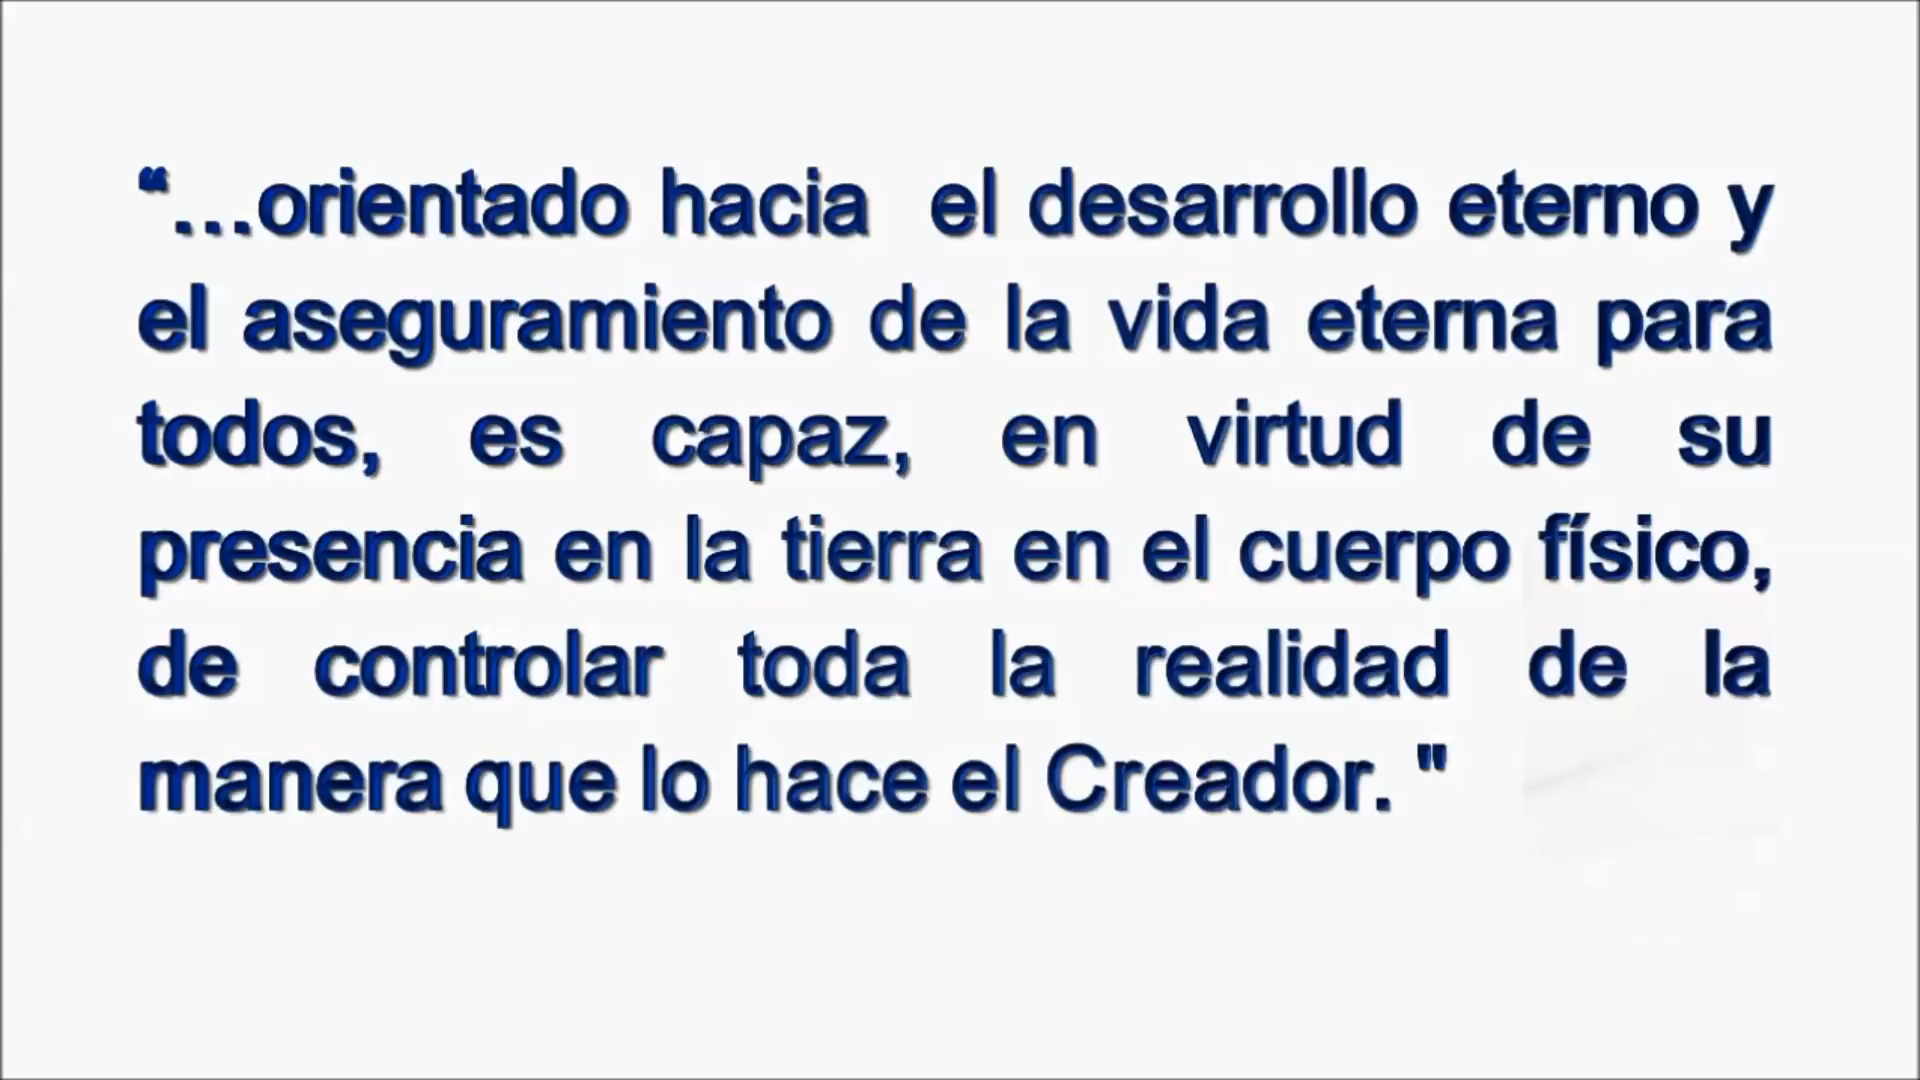 “…orientado hacia el desarrollo eterno y
el aseguramiento de la vida eterna para
todos, es capaz, en virtud de su
presencia en la tierra en el cuerpo físico,
de controlar toda la realidad de la
manera que lo hace el Creador. "